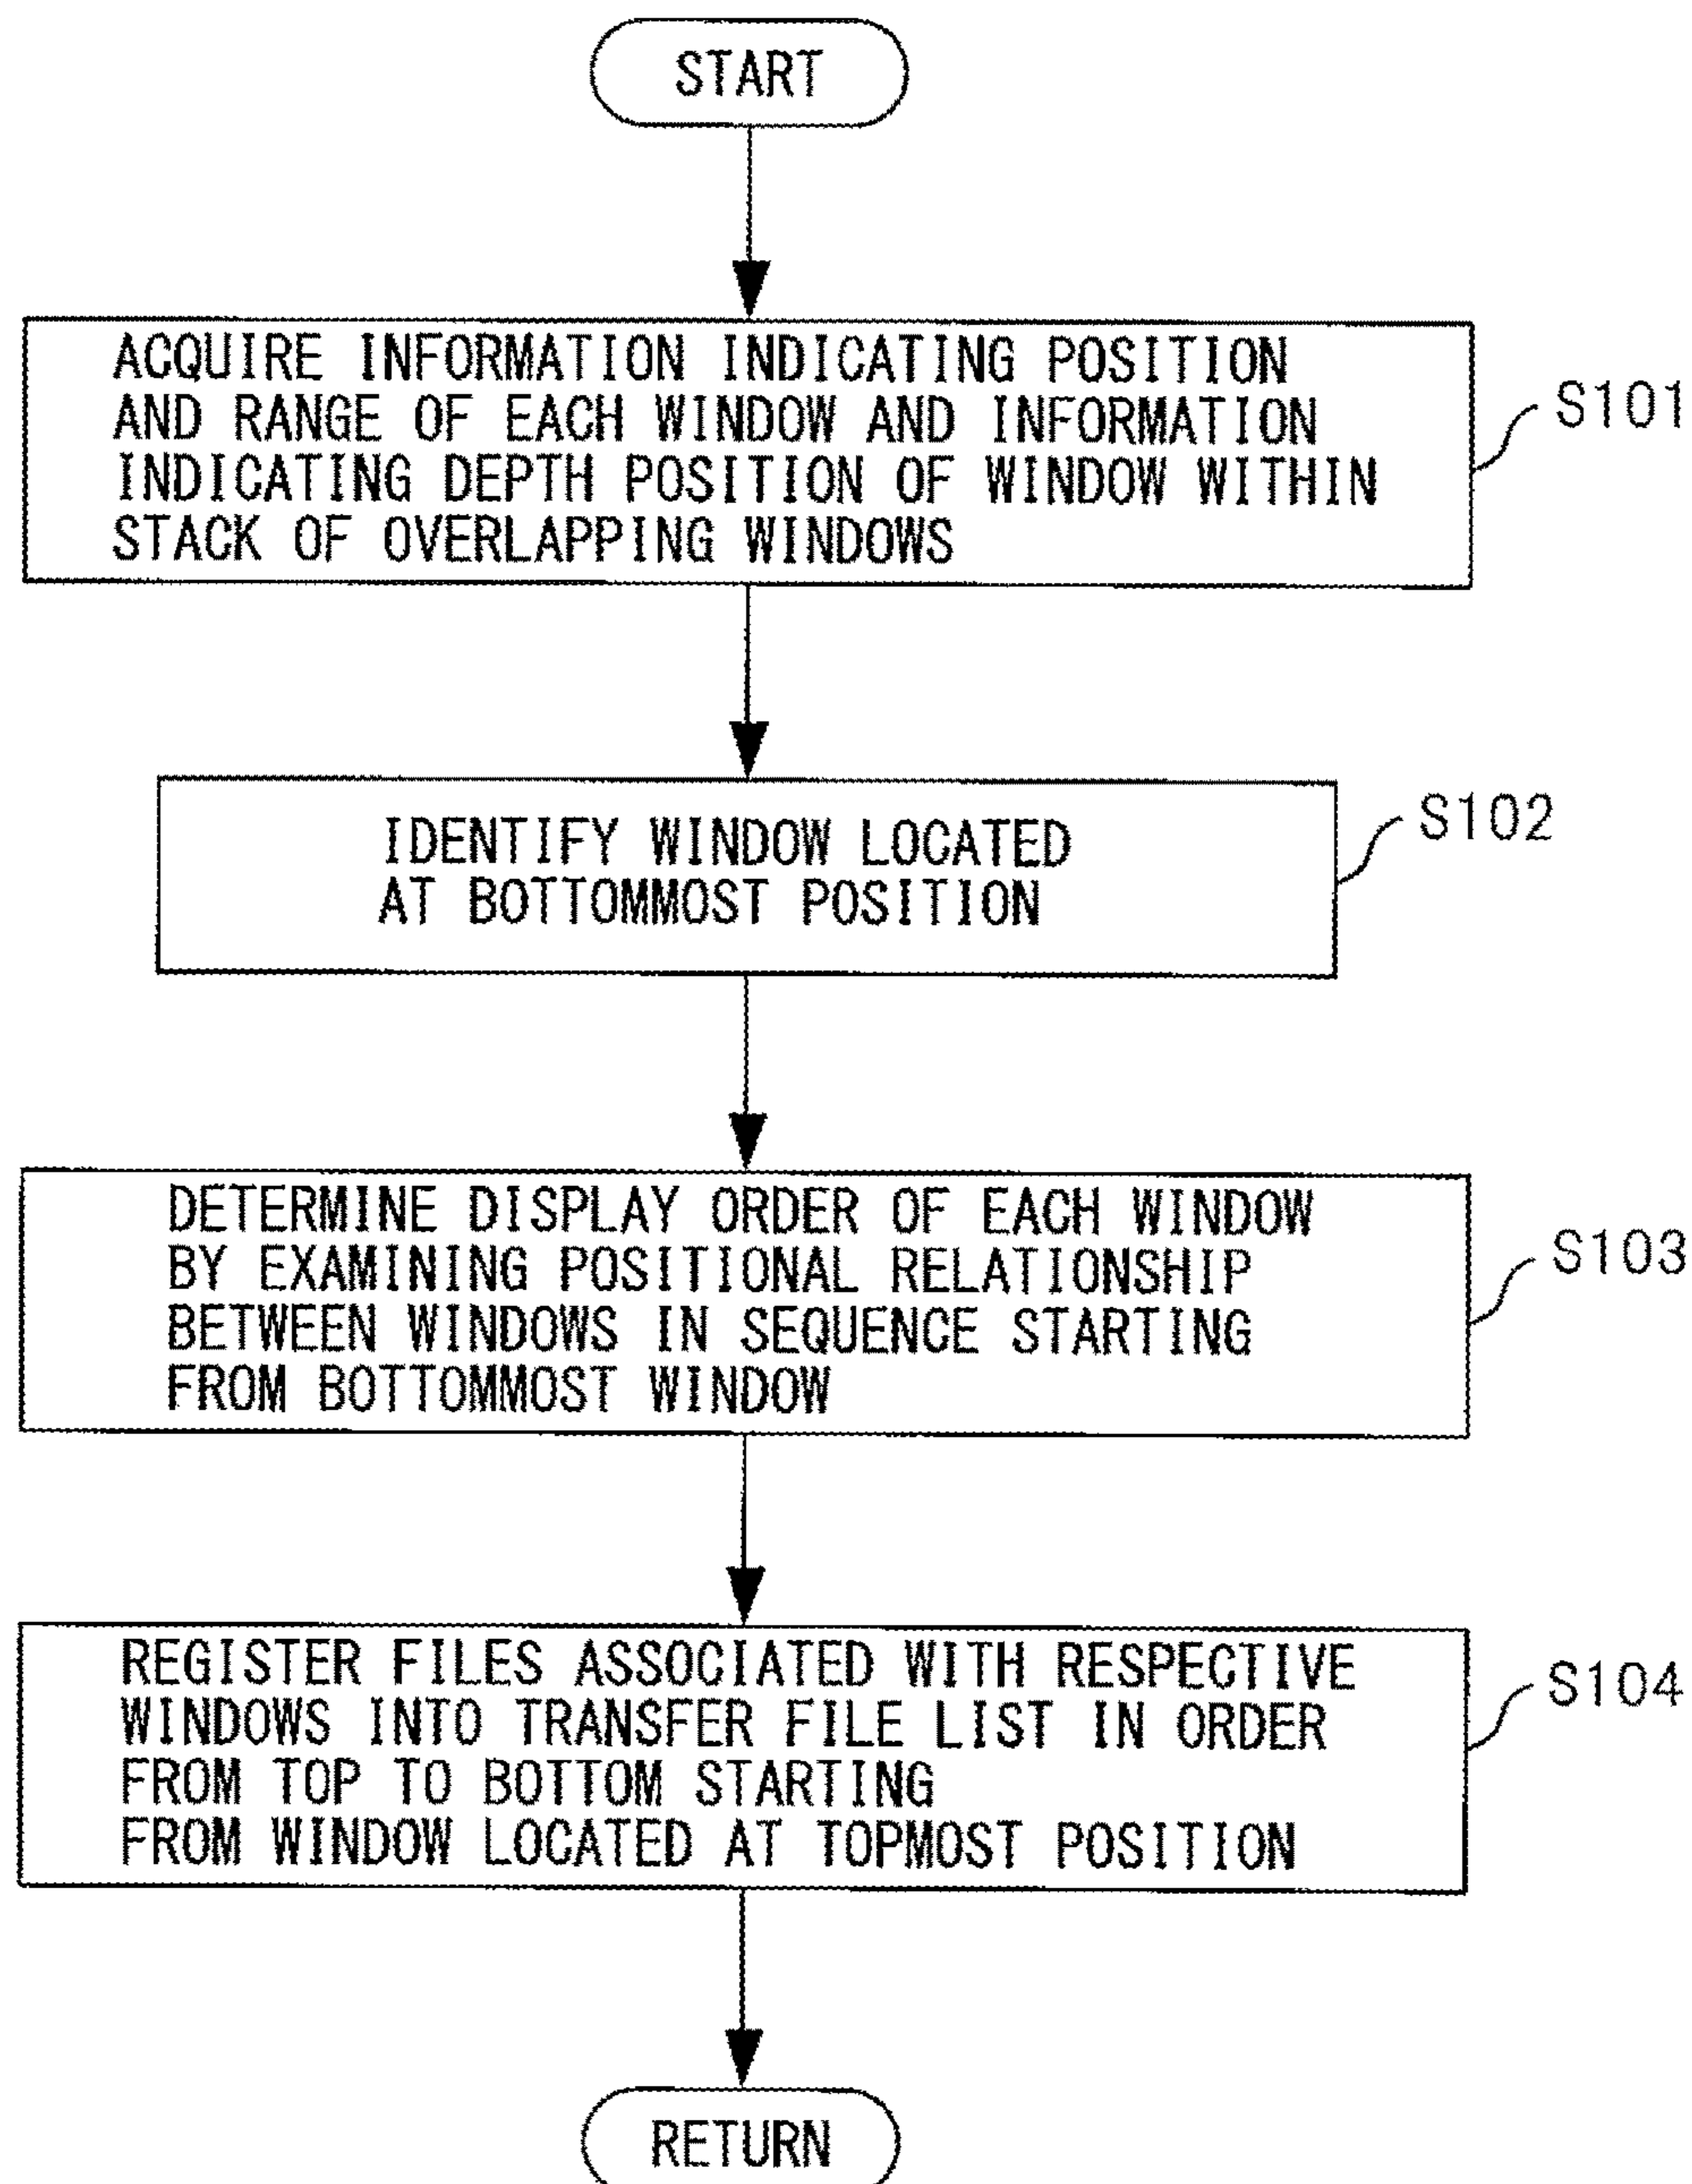 START
ACQUIRE INFORMATION INDICATING POSITION
AND RANGE OF EACH WINDOW AND INFORMATION
INDICATING DEPTH POSITION OF WINDOW WITHIN
STACK OF OVERLAPPING WINDOWS
S101
IDENTIFY WINDOW LOCATED
AT BOTTOMMOST POSITION
S102
DETERMINE DISPLAY ORDER OF EACH WINDOW
BY EXAMINING POSITIONAL RELATIONSHIP
BETWEEN WINDOWS IN SEQUENCE STARTING
FROM BOTTOMMOST WINDOW
S103
REGISTER FILES ASSOCIATED WITH RESPECTIVE
WINDOWS INTO TRANSFER FILE LIST IN ORDER
FROM TOP TO BOTTOM STARTING
FROM WINDOW LOCATED AT TOPMOST POSITION
S104
RETURN